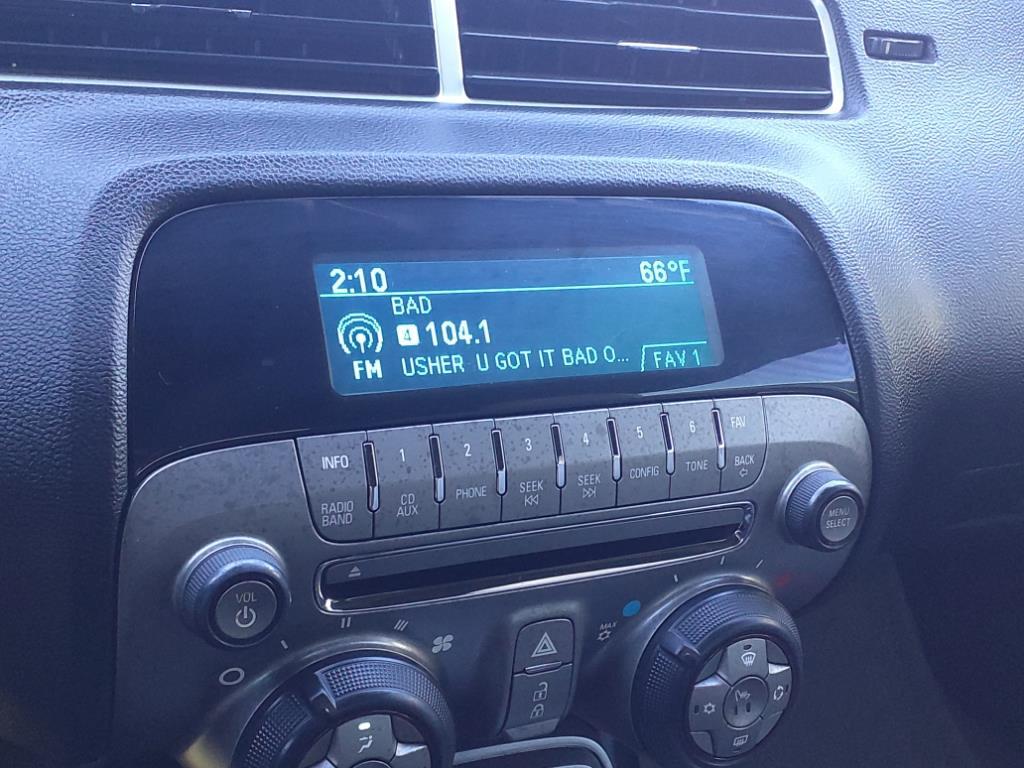 2:10 66°F
BAD
4 104.1
FM USHER U GOT IT BAD O... FAV 1
INFO 1 2 3 4 5 6 FAV
RADIO BAND CD AUX PHONE SEEK SEEK CONFIG TONE BACK
MENU SELECT
VOL
MAX